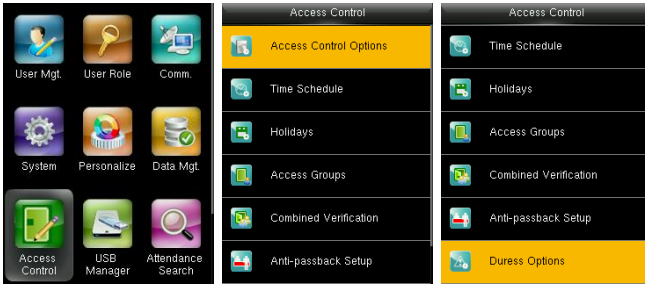 User Mgt.
User Role
Comm.
System
Personalize
Data Mgt.
Access
Control
USB
Manager
Attendance
Search
Access Control
Access Control Options
Time Schedule
Holidays
Access Groups
Combined Verification
Anti-passback Setup
Access Control
Time Schedule
Holidays
Access Groups
Combined Verification
Anti-passback Setup
Duress Options